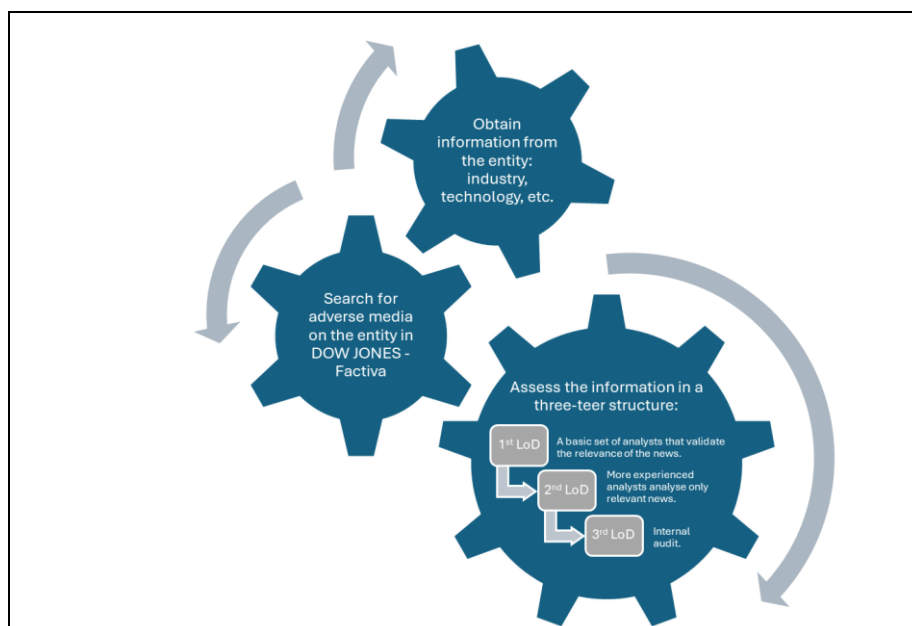 Obtain
information from
the entity:
industry,
technology, etc.
Search for
adverse media
on the entity in
DOW JONES -
Factiva
Assess the information in a
three-teer structure:
1st LoD
A basic set of analysts that validate
the relevance of the news.
2nd LoD
More experienced
analysts analyse only
relevant news.
3rd LoD
Internal
audit.